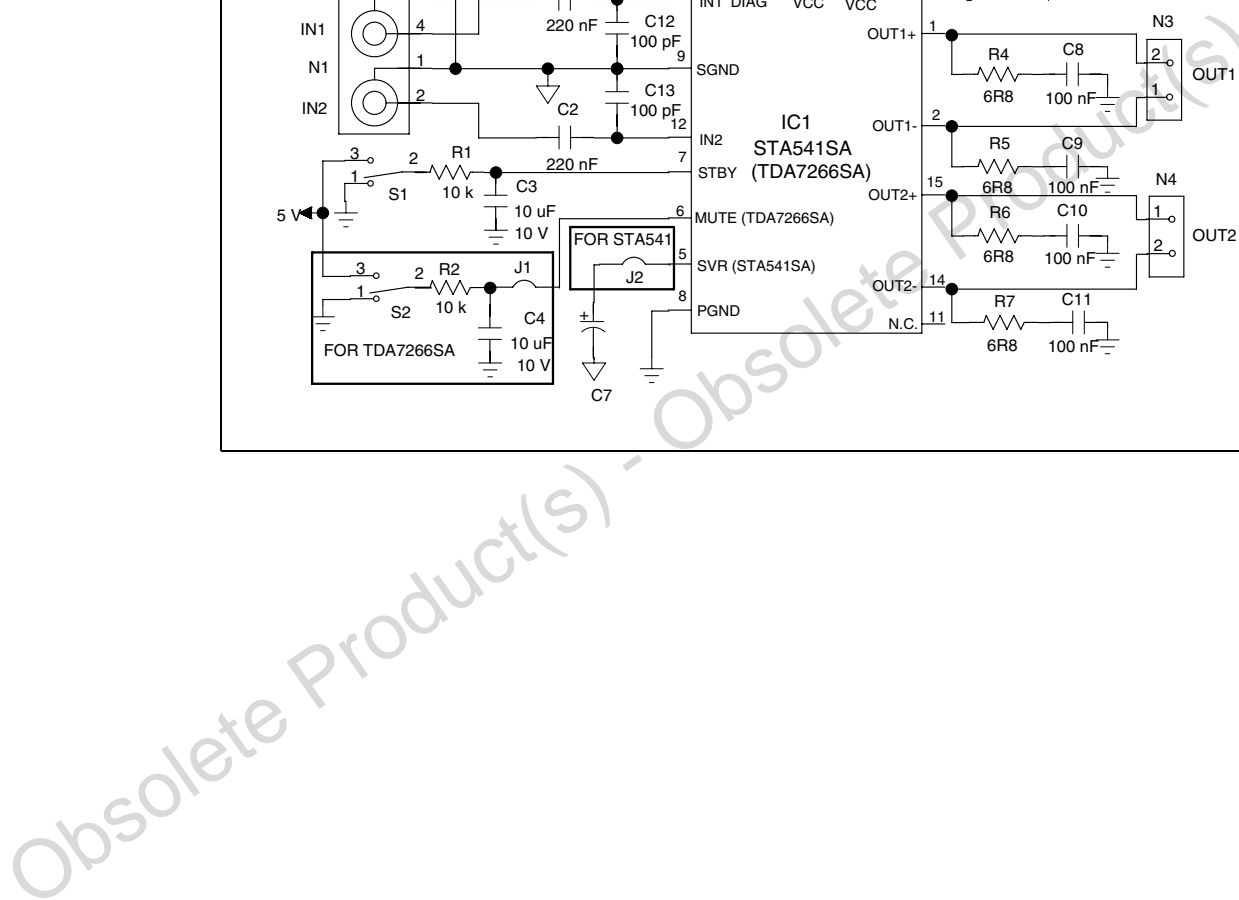 INT DIAG VCC VCC
IN1 4 220 nF C12 OUT1+ 1 N3
100 pF R4 C8 2 OUT1
N1 1 9 SGND 6R8 100 nF 1
IN2 2 C2 C13
100 pF
12 IN2 IC1 OUT1- 2
220 nF STA541SA R5 C9
3 2 R1 7 STBY (TDA7266SA) 6R8 100 nF N4
1 S1 10 k C3 OUT2+ 15
10 uF R6 C10 1
5 V 10 V 6 MUTE (TDA7266SA) 6R8 100 nF 2 OUT2
FOR STA541
3 2 R2 J1 J2 5 SVR (STA541SA)
1 S2 10 k OUT2- 14
C4 8 PGND R7 C11
10 uF + N.C. 11
FOR TDA7266SA 10 V 6R8 100 nF
C7
Obsolete Product(s) - Obsolete Product(s)